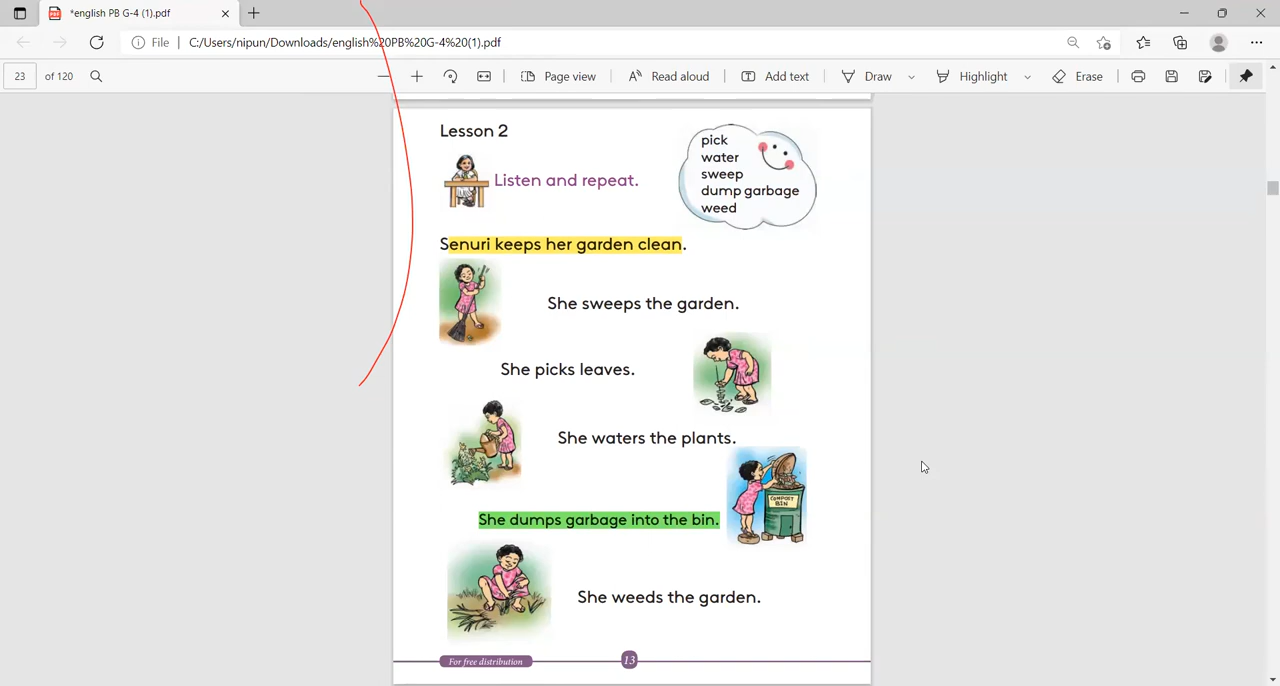 *english PB G-4 (1).pdf
File | C:/Users/nipun/Downloads/english%20PB%20G-4%20(1).pdf
23 of 120
Page view
Read aloud
Add text
Draw
Highlight
Erase
Lesson 2
Listen and repeat.
pick
water
sweep
dump garbage
weed
Senuri keeps her garden clean.
She sweeps the garden.
She picks leaves.
She waters the plants.
COMPOST
BIN
She dumps garbage into the bin.
She weeds the garden.
For free distribution
13